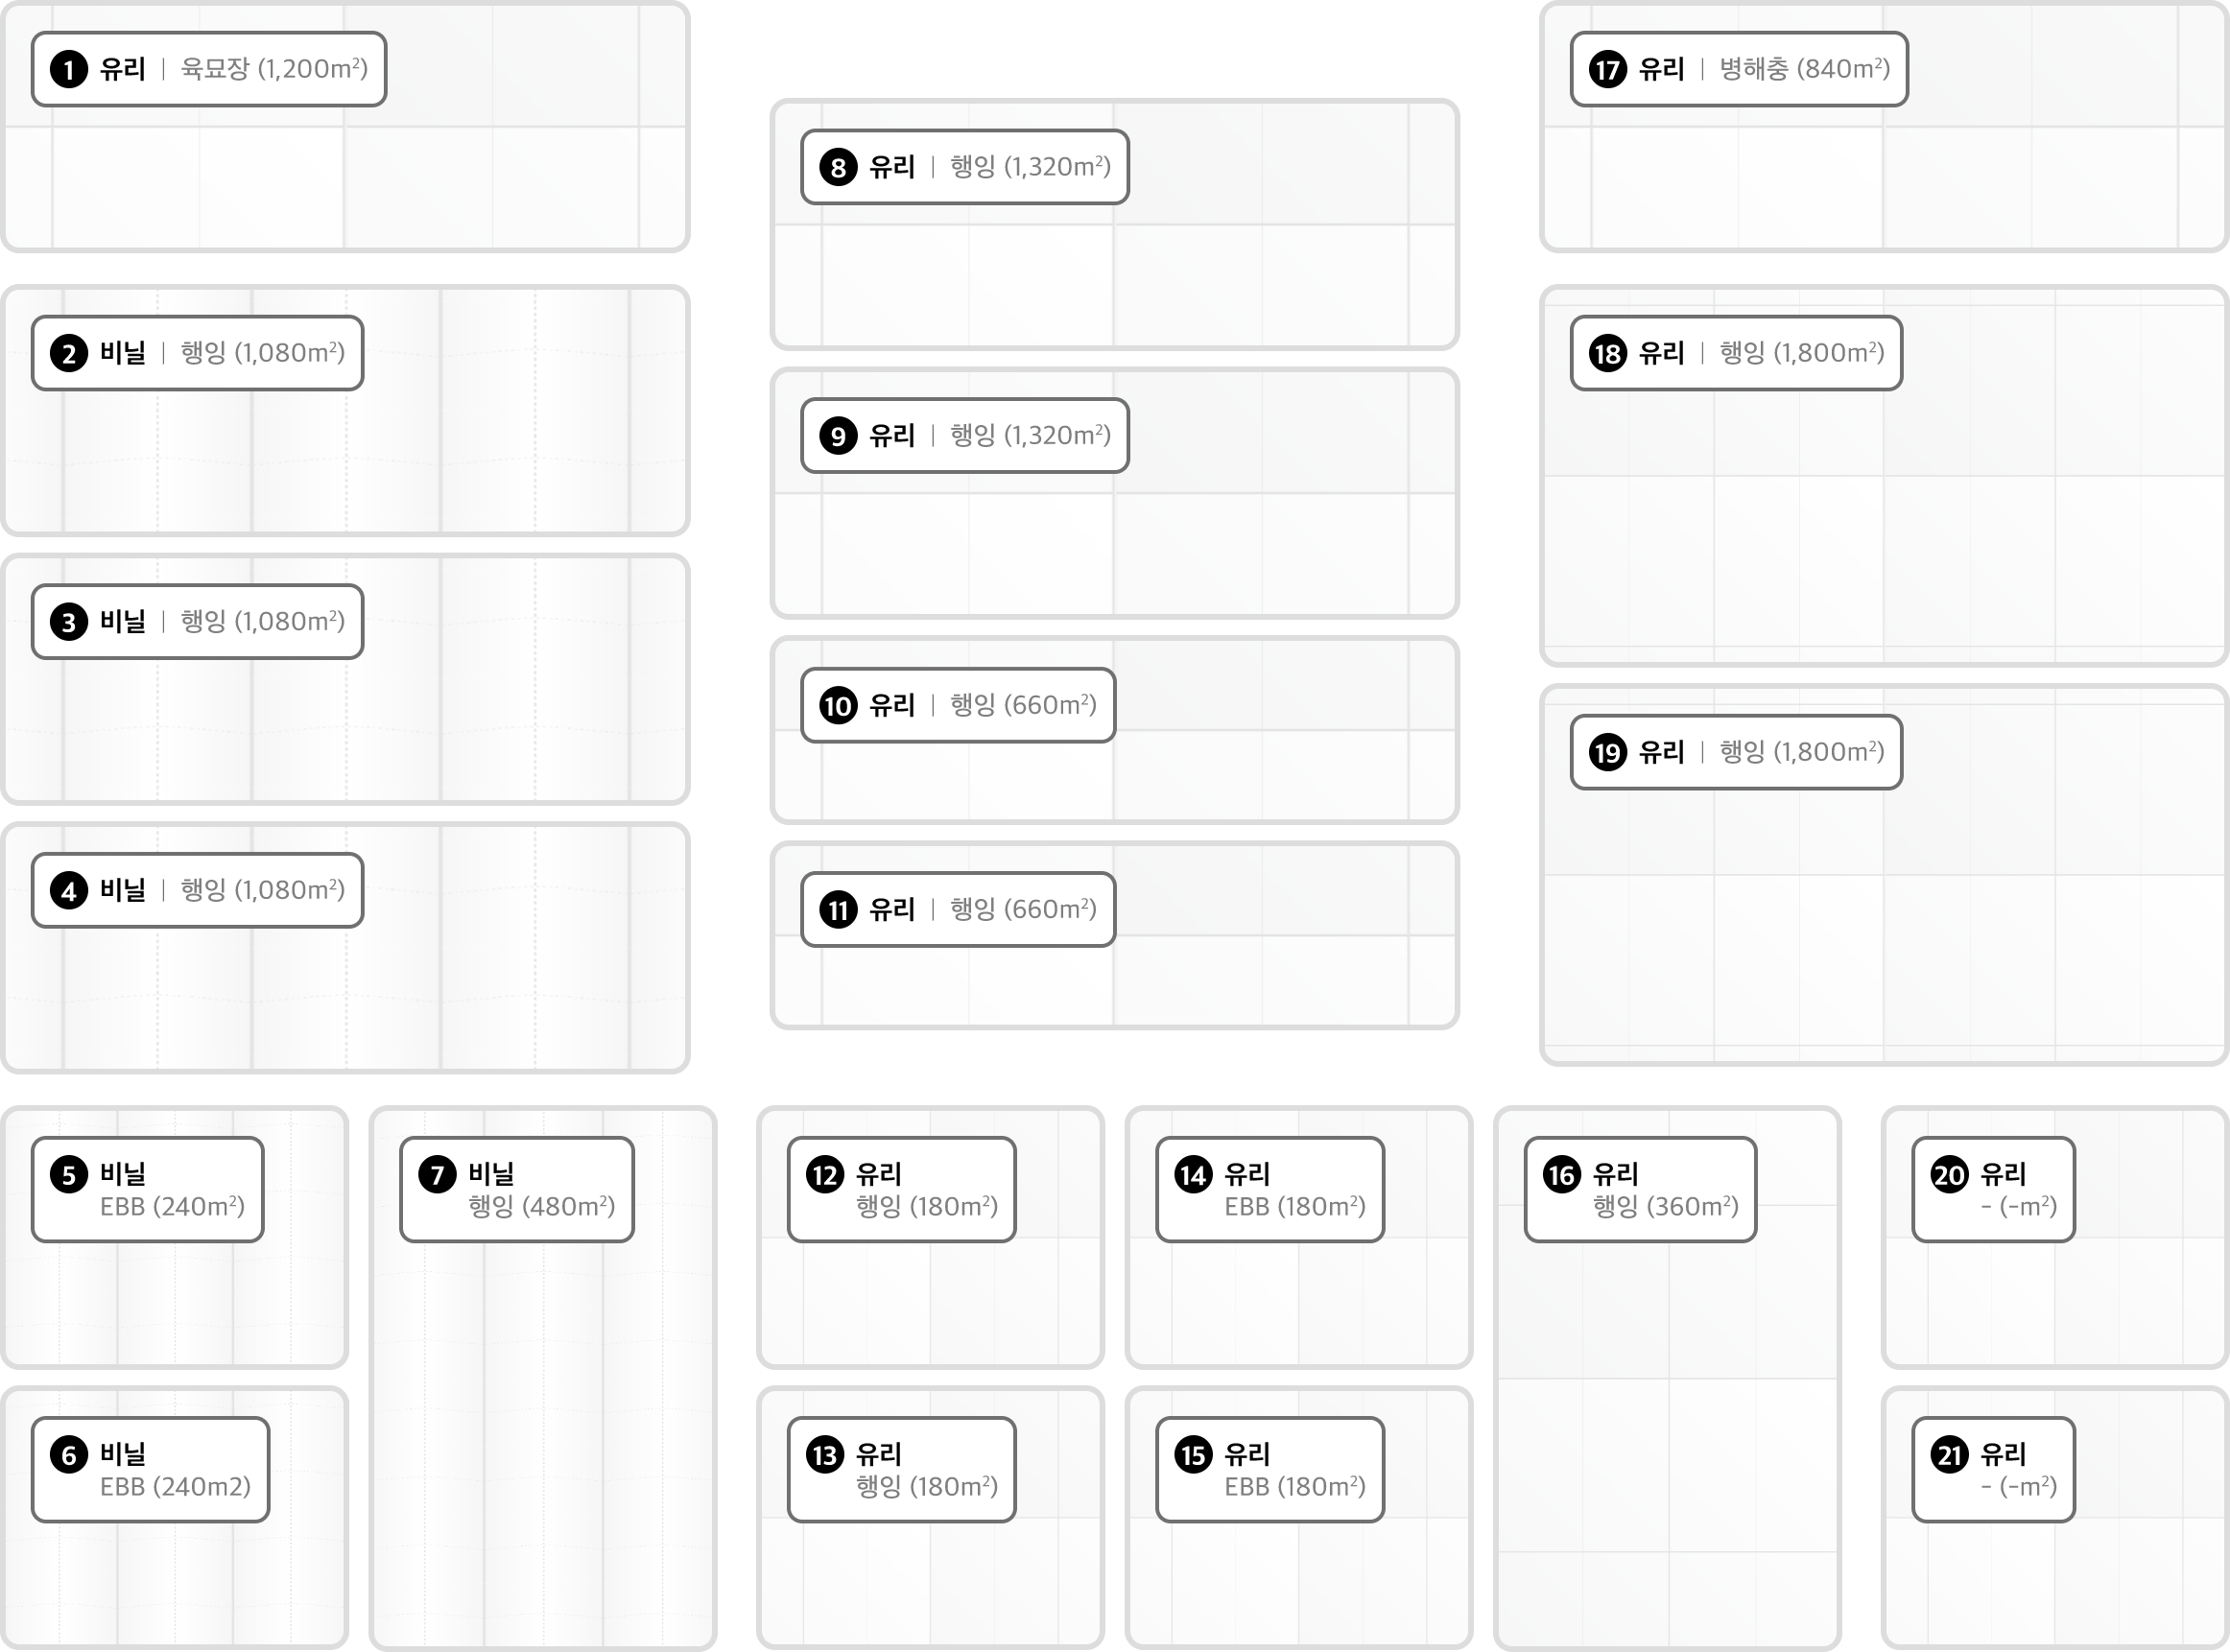 1 유리 | 육묘장 (1,200m²)
2 비닐 | 행잉 (1,080m²)
3 비닐 | 행잉 (1,080m²)
4 비닐 | 행잉 (1,080m²)
5 비닐
EBB (240m²)
6 비닐
EBB (240m2)
7 비닐
행잉 (480m²)
8 유리 | 행잉 (1,320m²)
9 유리 | 행잉 (1,320m²)
10 유리 | 행잉 (660m²)
11 유리 | 행잉 (660m²)
12 유리
행잉 (180m²)
13 유리
행잉 (180m²)
14 유리
EBB (180m²)
15 유리
EBB (180m²)
16 유리
행잉 (360m²)
17 유리 | 병해충 (840m²)
18 유리 | 행잉 (1,800m²)
19 유리 | 행잉 (1,800m²)
20 유리
- (-m²)
21 유리
- (-m²)